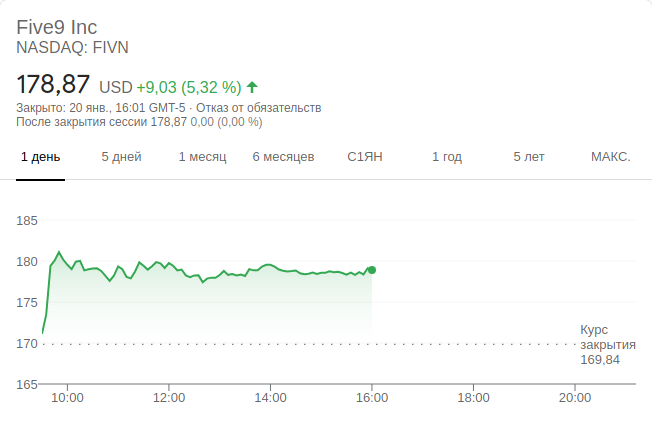 Five9 Inc
NASDAQ: FIVN
178,87 USD +9,03 (5,32 %)
Закрыто: 20 янв., 16:01 GMT-5 · Отказ от обязательств
После закрытия сессии 178,87 0,00 (0,00 %)
1 день 5 дней 1 месяц 6 месяцев С1ЯН 1 год 5 лет МАКС.
185
180
175
170
165
Курс
закрытия
169,84
10:00 12:00 14:00 16:00 18:00 20:00